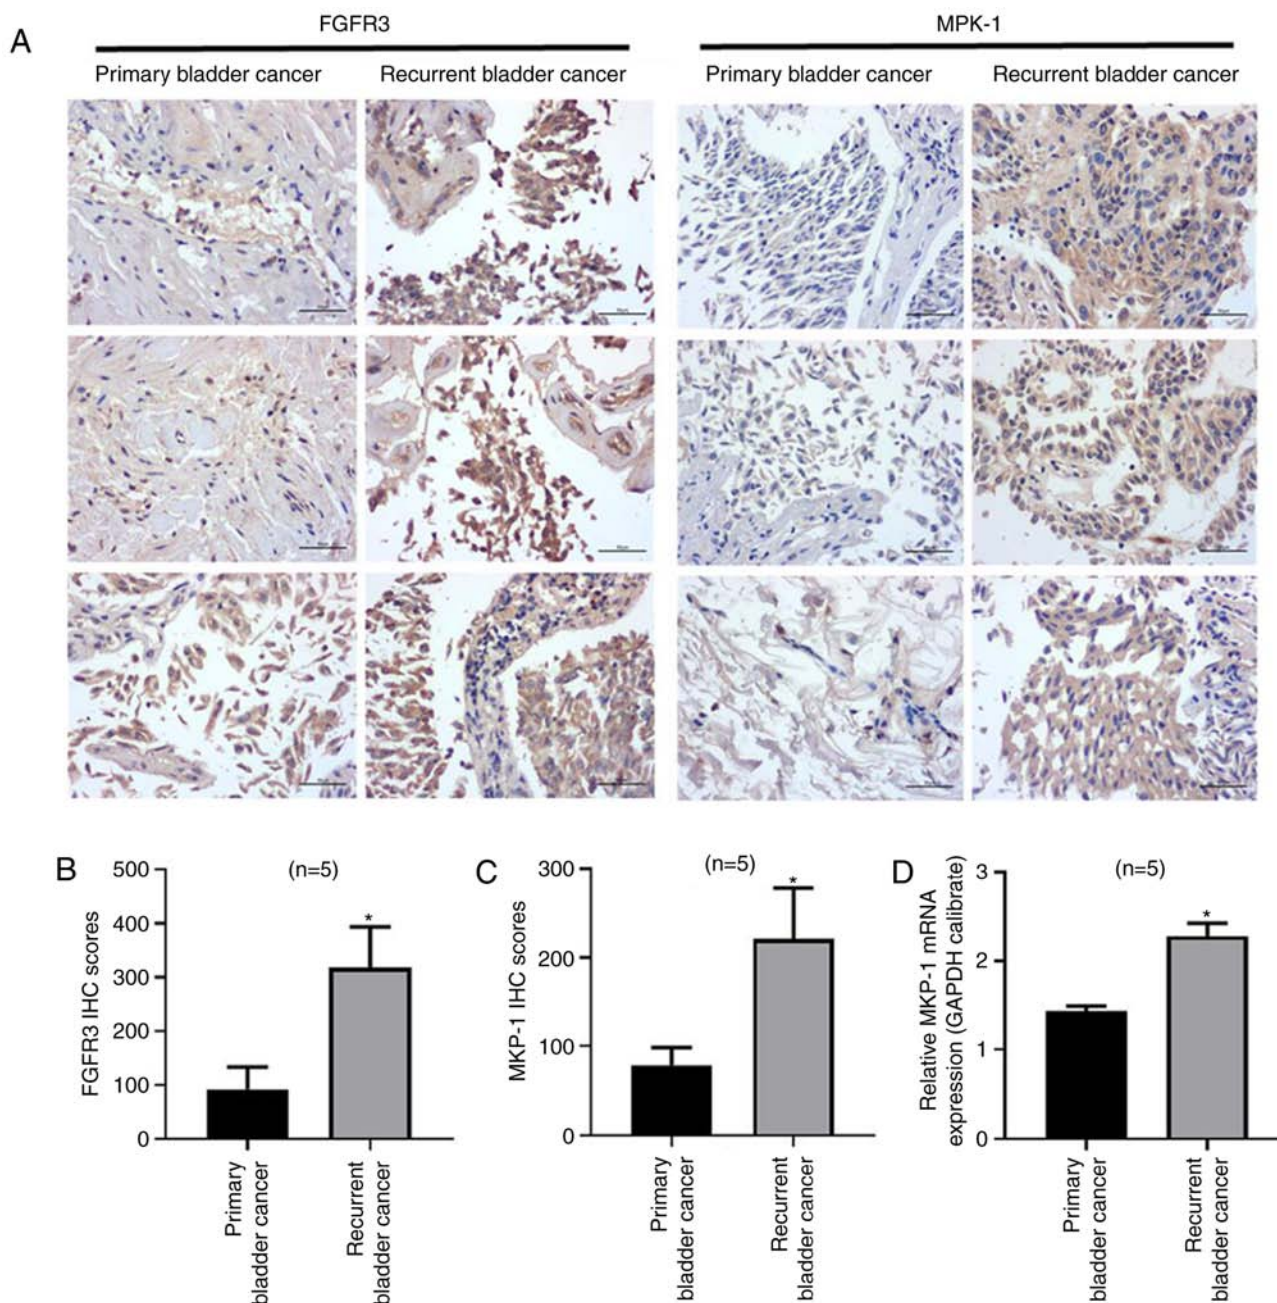 A
FGFR3
MPK-1
Primary bladder cancer
Recurrent bladder cancer
Primary bladder cancer
Recurrent bladder cancer
B
(n=5)
FGFR3 IHC scores
500
400
300
200
100
0
*
Primary
bladder cancer
Recurrent
bladder cancer
C
(n=5)
MKP-1 IHC scores
300
200
100
0
*
Primary
bladder cancer
Recurrent
bladder cancer
D
(n=5)
Relative MKP-1 mRNA
expression (GAPDH calibrate)
3
2
1
0
*
Primary
bladder cancer
Recurrent
bladder cancer